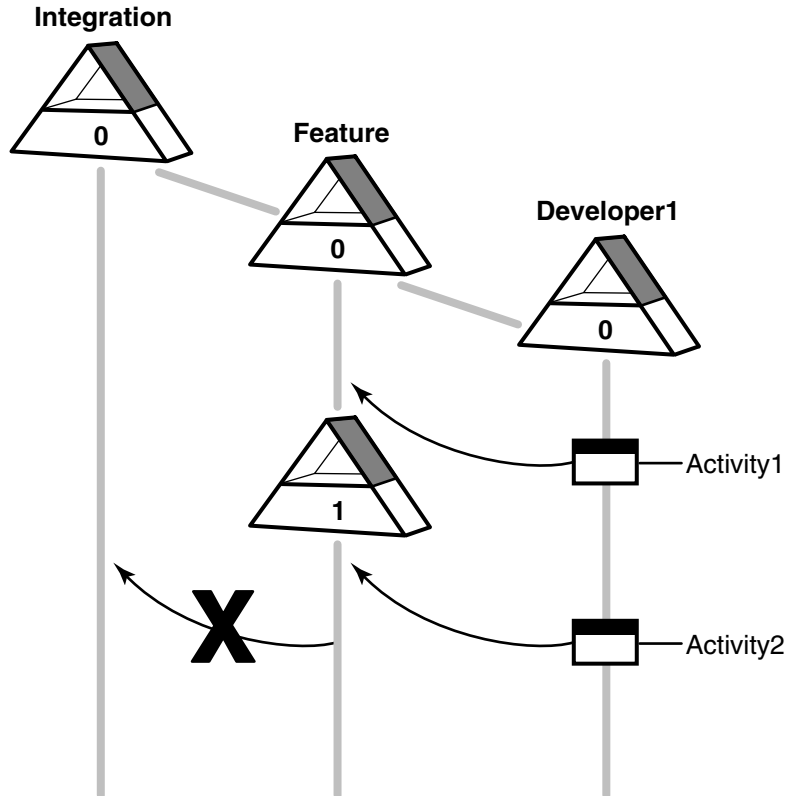 Integration
0
Feature
0
Developer1
0
Activity1
1
X
Activity2